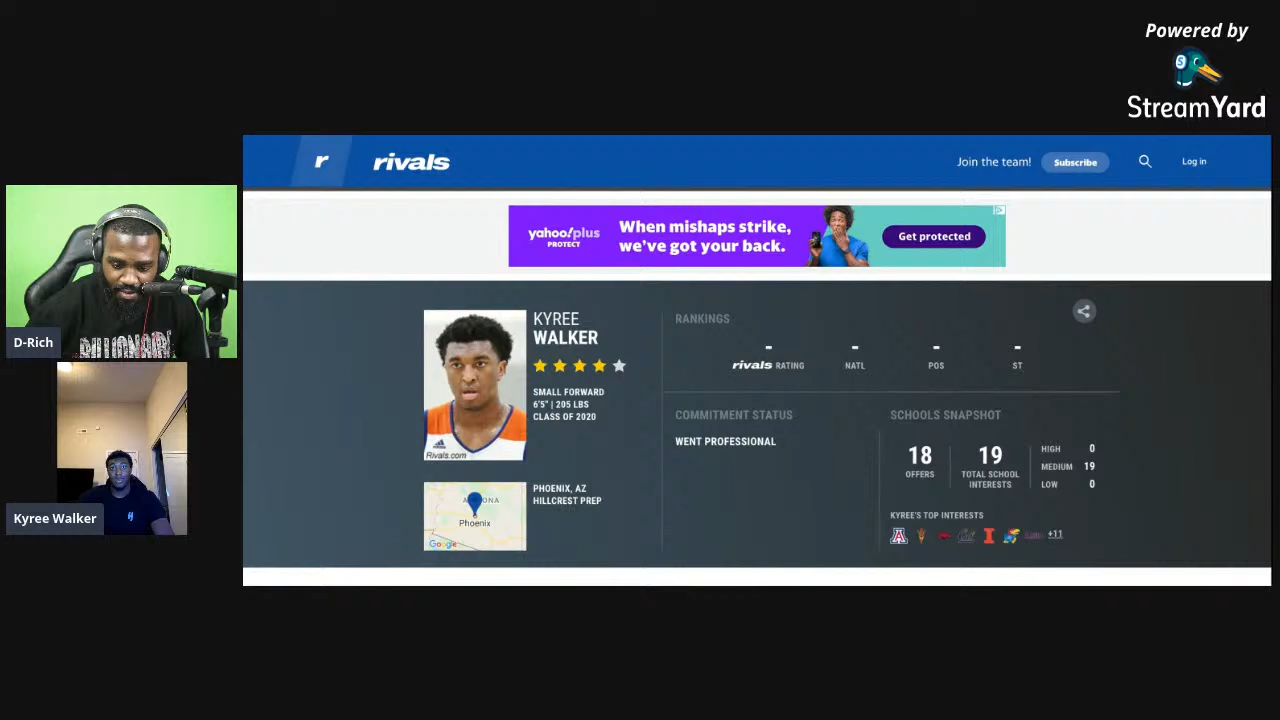 Powered by
StreamYard
r
rivals
Join the team!
Subscribe
Log in
yahoo!plus
PROTECT
When mishaps strike,
we've got your back.
Get protected
D-Rich
BILLIONAIRE
Kyree Walker
KYREE
WALKER
SMALL FORWARD
6'5" | 205 LBS
CLASS OF 2020
Rivals.com
PHOENIX, AZ
HILLCREST PREP
Phoenix
Google
RANKINGS
- - - -
rivals RATING NATL POS ST
COMMITMENT STATUS
WENT PROFESSIONAL
SCHOOLS SNAPSHOT
18
OFFERS
19
TOTAL SCHOOL
INTERESTS
HIGH 0
MEDIUM 19
LOW 0
KYREE'S TOP INTERESTS
+11